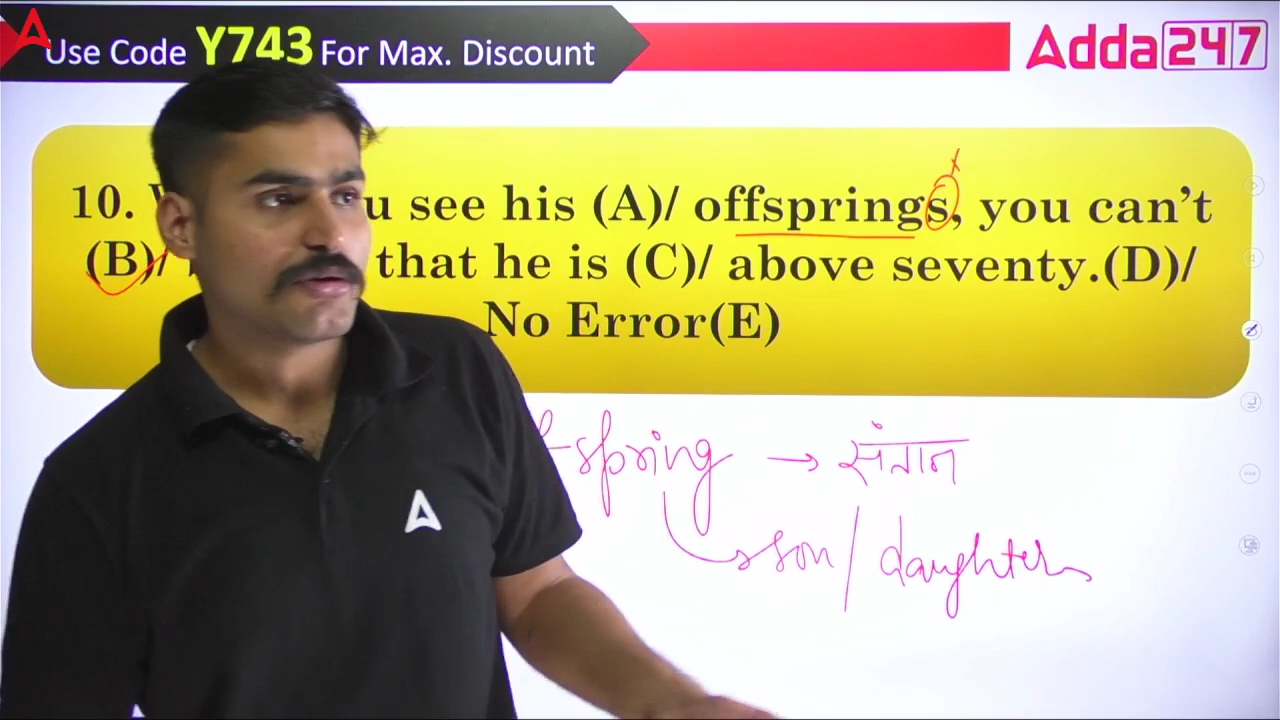 Use Code Y743 For Max. Discount
Adda247
10. see his (A)/ offsprings, you can't
(B)/ that he is (C)/ above seventy.(D)/
No Error(E)
spring → संतान
son / daughter